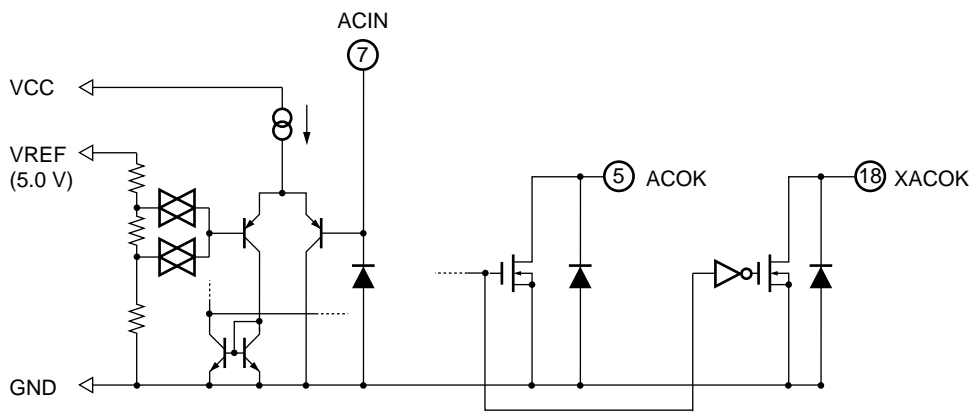 ACIN
7
VCC
VREF
(5.0 V)
5 ACOK
18 XACOK
GND